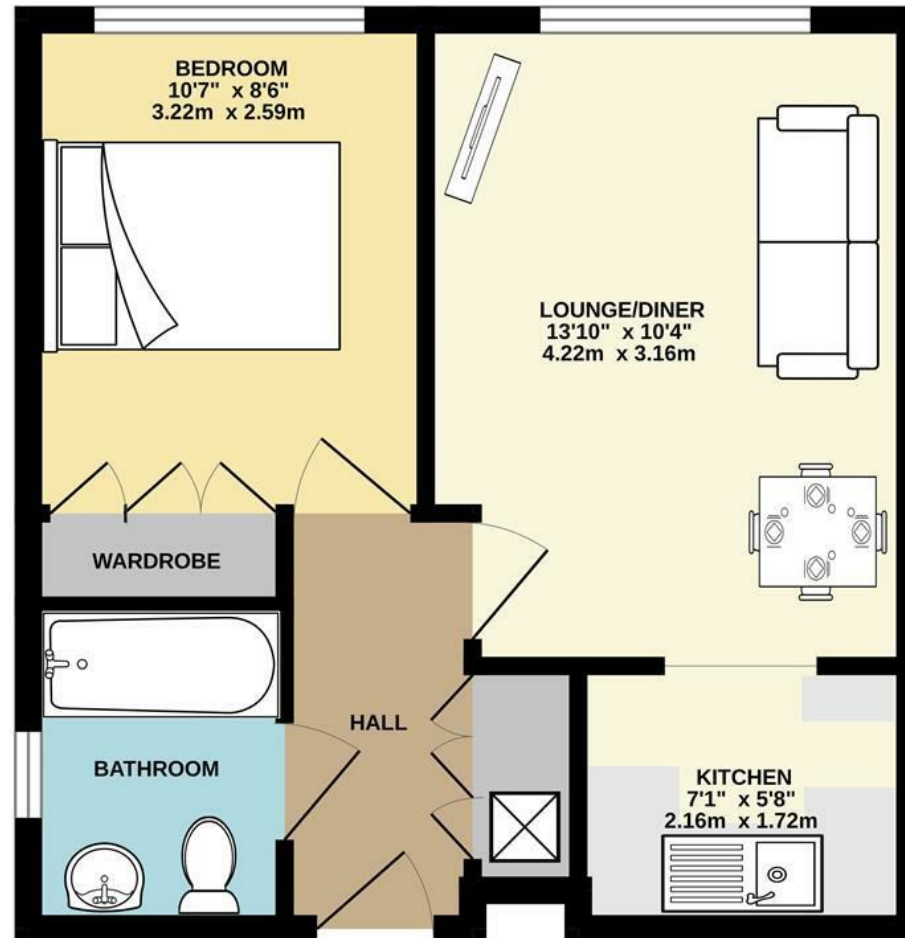 BEDROOM
10'7" x 8'6"
3.22m x 2.59m
LOUNGE/DINER
13'10" x 10'4"
4.22m x 3.16m
WARDROBE
HALL
BATHROOM
KITCHEN
7'1" x 5'8"
2.16m x 1.72m